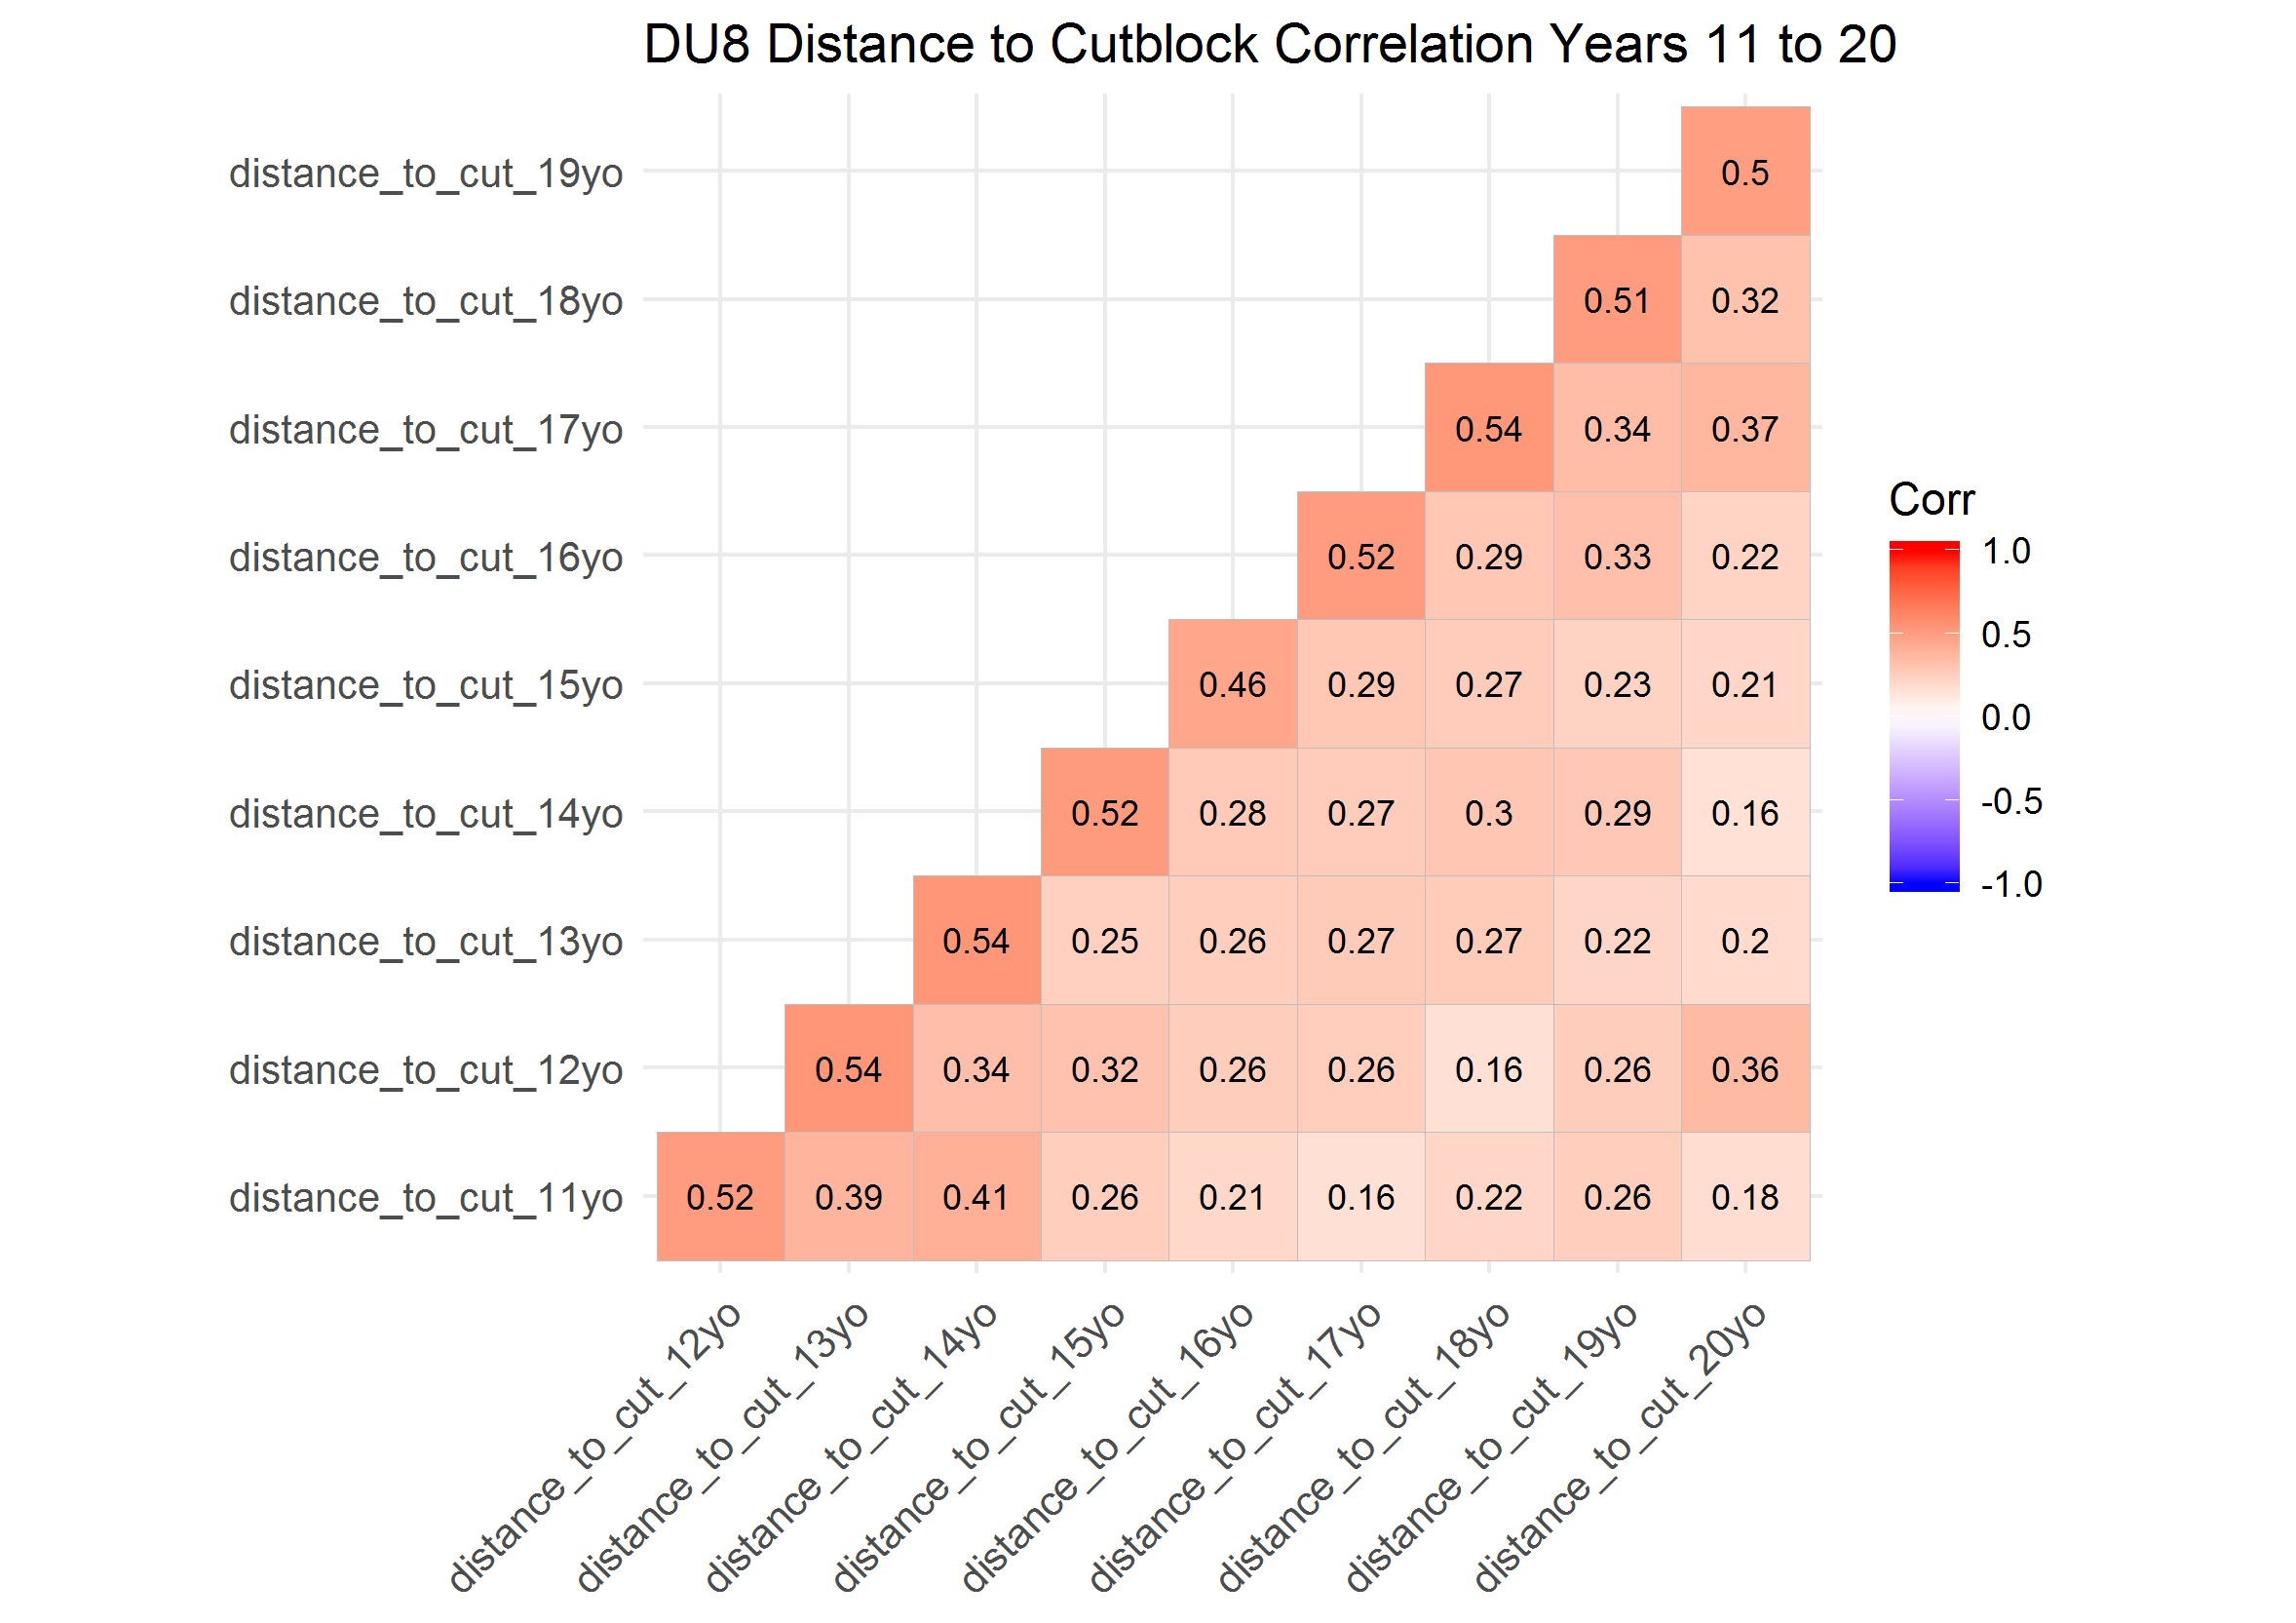 DU8 Distance to Cutblock Correlation Years 11 to 20
distance_to_cut_19yo 0.5
distance_to_cut_18yo 0.51 0.32
distance_to_cut_17yo 0.54 0.34 0.37
distance_to_cut_16yo 0.52 0.29 0.33 0.22
distance_to_cut_15yo 0.46 0.29 0.27 0.23 0.21
distance_to_cut_14yo 0.52 0.28 0.27 0.3 0.29 0.16
distance_to_cut_13yo 0.54 0.25 0.26 0.27 0.27 0.22 0.2
distance_to_cut_12yo 0.54 0.34 0.32 0.26 0.26 0.16 0.26 0.36
distance_to_cut_11yo 0.52 0.39 0.41 0.26 0.21 0.16 0.22 0.26 0.18
distance_to_cut_12yo
distance_to_cut_13yo
distance_to_cut_14yo
distance_to_cut_15yo
distance_to_cut_16yo
distance_to_cut_17yo
distance_to_cut_18yo
distance_to_cut_19yo
distance_to_cut_20yo
Corr
1.0
0.5
0.0
-0.5
-1.0